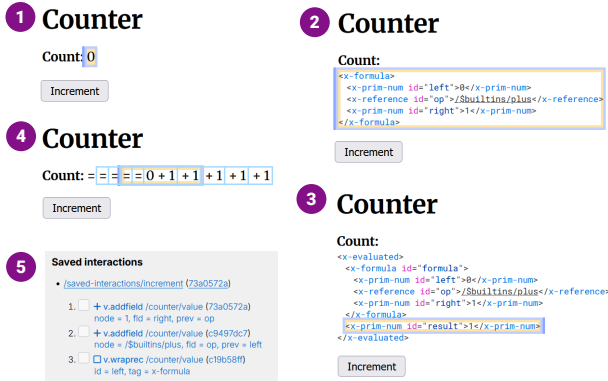 1 Counter
Count: 0
Increment
2 Counter
Count:
<x-formula>
<x-prim-num id="left">0</x-prim-num>
<x-reference id="op">/$builtins/plus</x-reference>
<x-prim-num id="right">1</x-prim-num>
</x-formula>
Increment
4 Counter
Count: = = = = = 0 + 1 + 1 + 1 + 1 + 1
Increment
3 Counter
Count:
<x-evaluated>
<x-formula id="formula">
<x-prim-num id="left">0</x-prim-num>
<x-reference id="op">/$builtins/plus</x-reference>
<x-prim-num id="right">1</x-prim-num>
</x-formula>
<x-prim-num id="result">1</x-prim-num>
</x-evaluated>
Increment
5 Saved interactions
• /saved-interactions/increment (73a0572a)
1. + v.addfield /counter/value (73a0572a)
node = 1, fld = right, prev = op
2. + v.addfield /counter/value (c9497dc7)
node = /$builtins/plus, fld = op, prev = left
3. v.wraprec /counter/value (c19b58ff)
id = left, tag = x-formula